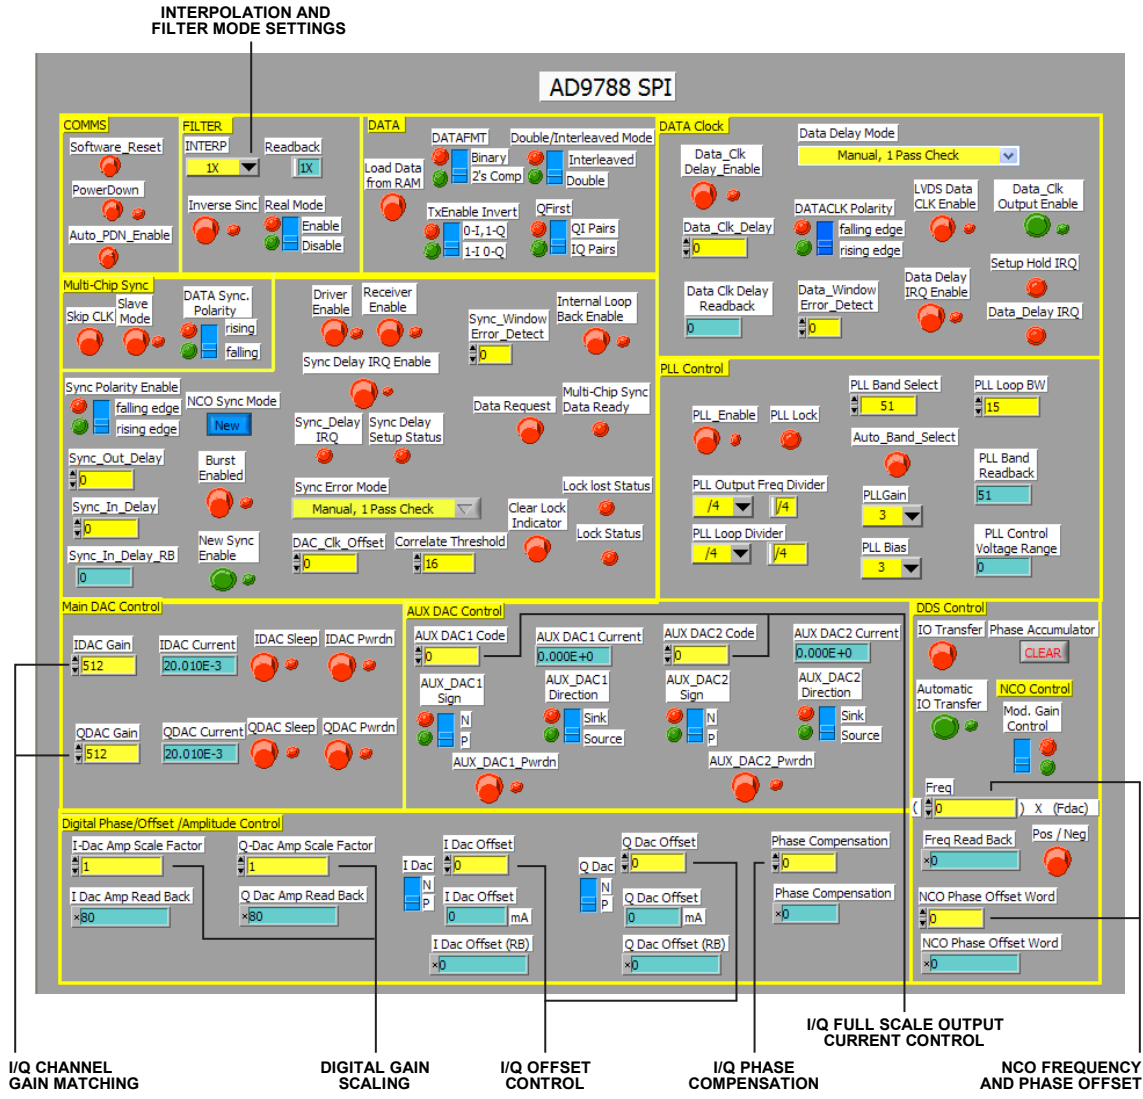 INTERPOLATION AND
FILTER MODE SETTINGS
AD9788 SPI
COMMS
Software_Reset
PowerDown
Auto_PDN_Enable
FILTER
INTERP
1X
Readback
1X
Inverse Sinc
Real Mode
Enable
Disable
DATA
Load Data
from RAM
DATAFMT
Binary
2's Comp
Double/Interleaved Mode
Interleaved
Double
TxEnable Invert
0-I,1-Q
1-I 0-Q
QFirst
QI Pairs
IQ Pairs
DATA Clock
Data_Clk
Delay_Enable
Data Delay Mode
Manual, 1 Pass Check
Data_Clk_Delay
0
DATACLK Polarity
falling edge
rising edge
LVDS Data
CLK Enable
Data_Clk
Output Enable
Data Clk Delay
Readback
0
Data_Window
Error_Detect
0
Data Delay
IRQ Enable
Setup Hold IRQ
Data_Delay IRQ
Multi-Chip Sync
Skip CLK
Slave
Mode
DATA Sync.
Polarity
rising
falling
Driver
Enable
Receiver
Enable
Sync_Window
Error_Detect
0
Internal Loop
Back Enable
Sync Delay IRQ Enable
Sync Polarity Enable
falling edge
rising edge
NCO Sync Mode
New
Sync_Delay
IRQ
Sync Delay
Setup Status
Data Request
Multi-Chip Sync
Data Ready
Sync_Out_Delay
0
Burst
Enabled
Sync_In_Delay
0
Sync Error Mode
Manual, 1 Pass Check
Clear Lock
Indicator
Lock lost Status
Lock Status
Sync_In_Delay_RB
0
New Sync
Enable
DAC_Clk_Offset
0
Correlate Threshold
16
PLL Control
PLL_Enable
PLL Lock
PLL Band Select
51
PLL Loop BW
15
Auto_Band_Select
PLL Band
Readback
51
PLL Output Freq Divider
/4
/4
PLLGain
3
PLL Loop Divider
/4
/4
PLL Bias
3
PLL Control
Voltage Range
0
Main DAC Control
IDAC Gain
512
IDAC Current
20.010E-3
IDAC Sleep
IDAC Pwrdn
QDAC Gain
512
QDAC Current
20.010E-3
QDAC Sleep
QDAC Pwrdn
AUX DAC Control
AUX DAC1 Code
0
AUX DAC1 Current
0.000E+0
AUX DAC2 Code
0
AUX DAC2 Current
0.000E+0
AUX_DAC1
Sign
N
P
AUX_DAC1
Direction
Sink
Source
AUX_DAC2
Sign
N
P
AUX_DAC2
Direction
Sink
Source
AUX_DAC1_Pwrdn
AUX_DAC2_Pwrdn
DDS Control
IO Transfer
Phase Accumulator
CLEAR
Automatic
IO Transfer
NCO Control
Mod. Gain
Control
Freq
( 0 ) X (Fdac)
Freq Read Back
×0
Pos / Neg
NCO Phase Offset Word
0
NCO Phase Offset Word
×0
Digital Phase/Offset /Amplitude Control
I-Dac Amp Scale Factor
1
Q-Dac Amp Scale Factor
1
I Dac Amp Read Back
×80
Q Dac Amp Read Back
×80
I Dac
N
P
I Dac Offset
0
I Dac Offset
0 mA
I Dac Offset (RB)
×0
Q Dac
N
P
Q Dac Offset
0
Q Dac Offset
0 mA
Q Dac Offset (RB)
×0
Phase Compensation
0
Phase Compensation
×0
I/Q FULL SCALE OUTPUT
CURRENT CONTROL
I/Q CHANNEL
GAIN MATCHING
DIGITAL GAIN
SCALING
I/Q OFFSET
CONTROL
I/Q PHASE
COMPENSATION
NCO FREQUENCY
AND PHASE OFFSET